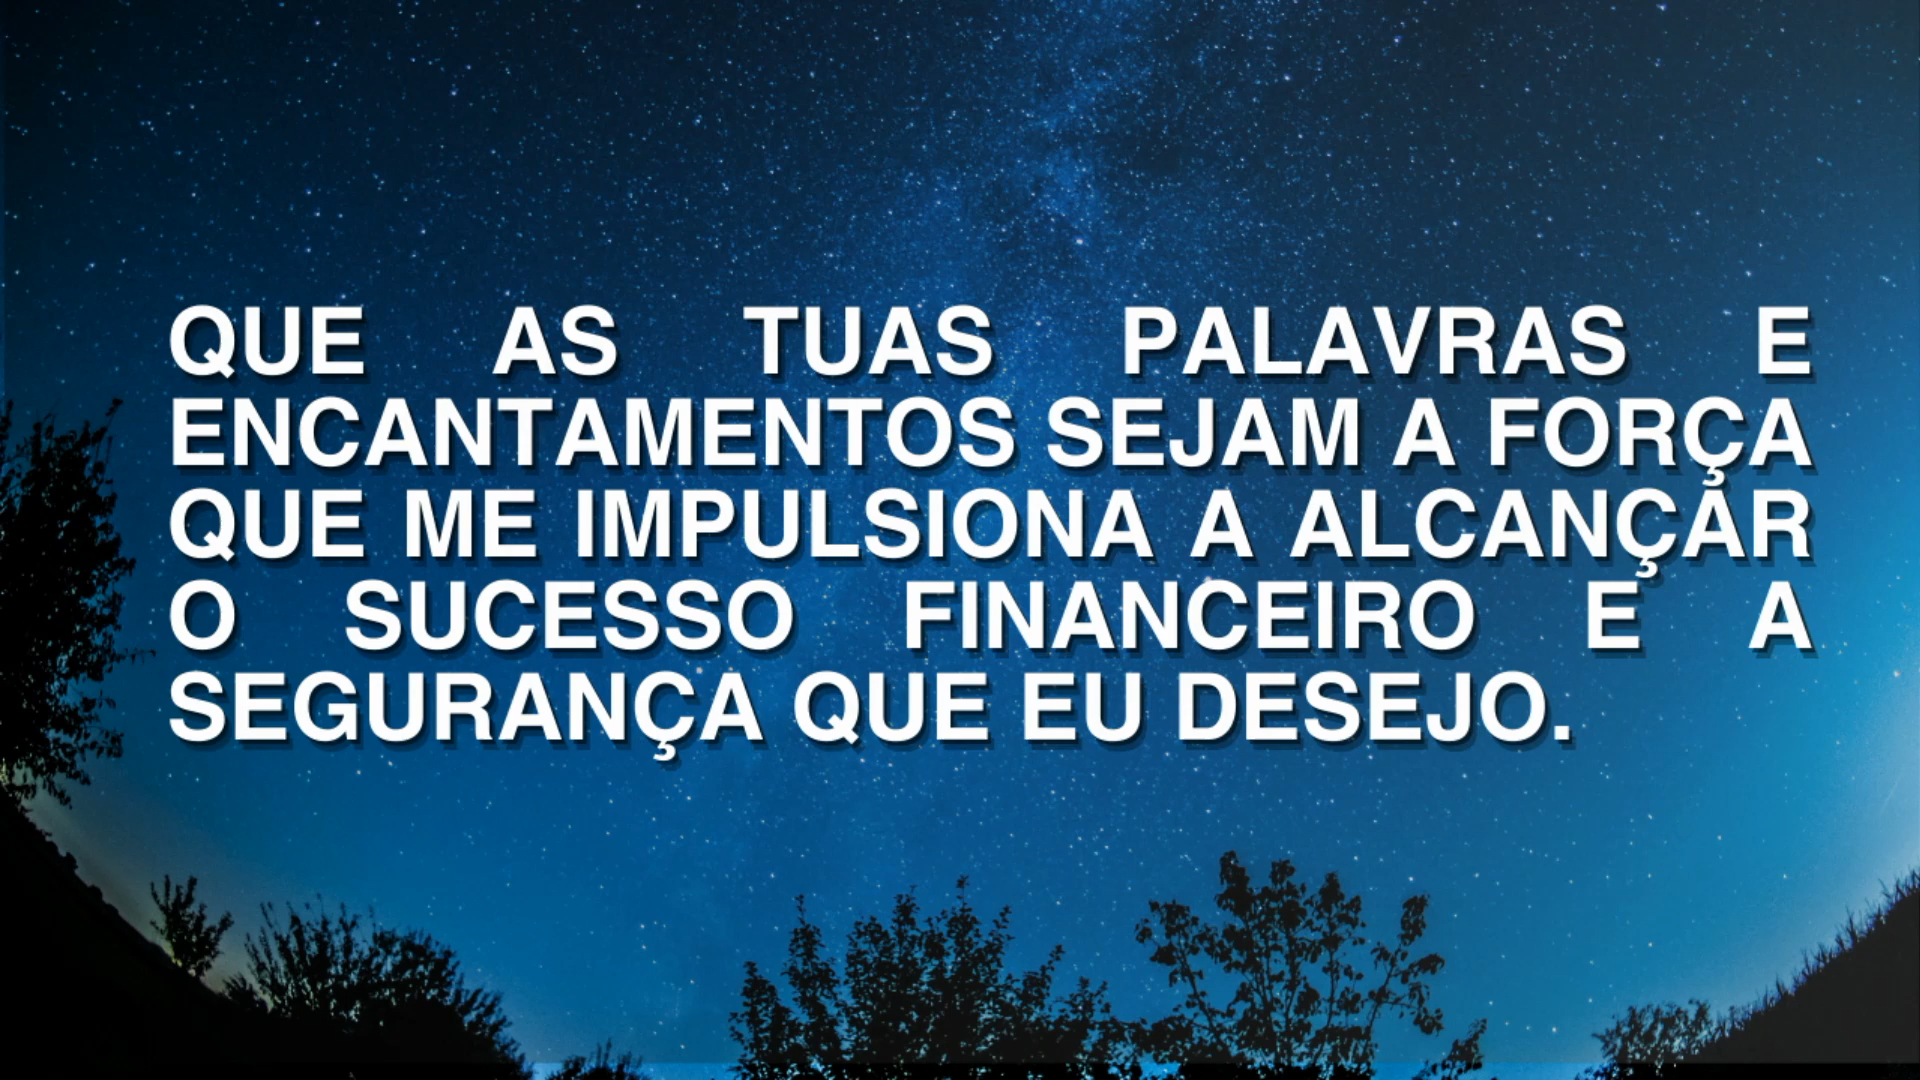 QUE AS TUAS PALAVRAS E
ENCANTAMENTOS SEJAM A FORÇA
QUE ME IMPULSIONA A ALCANÇAR
O SUCESSO FINANCEIRO E A
SEGURANÇA QUE EU DESEJO.